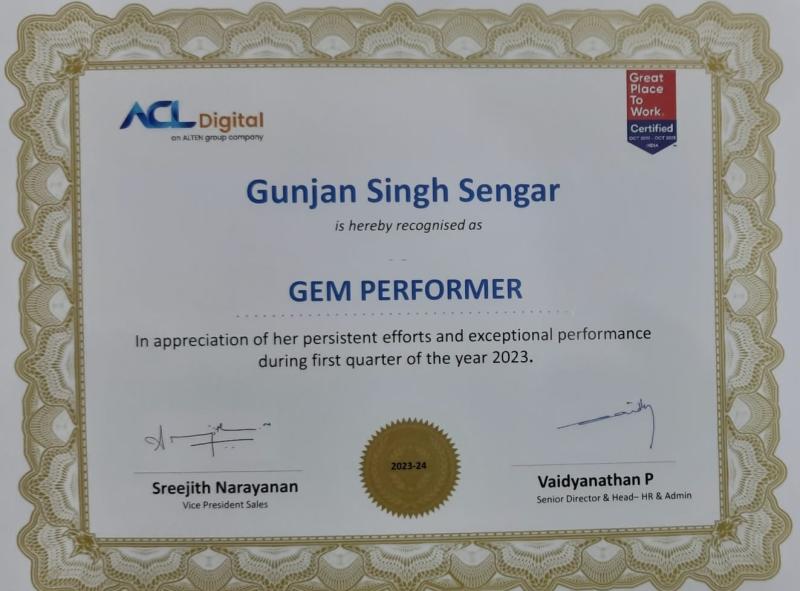 ACL Digital
an ALTEN group company
Great
Place
To
Work.
Certified
INDIA
Gunjan Singh Sengar
is hereby recognised as
GEM PERFORMER
In appreciation of her persistent efforts and exceptional performance
during first quarter of the year 2023.
2023-24
Sreejith Narayanan
Vice President Sales
Vaidyanathan P
Senior Director & Head– HR & Admin